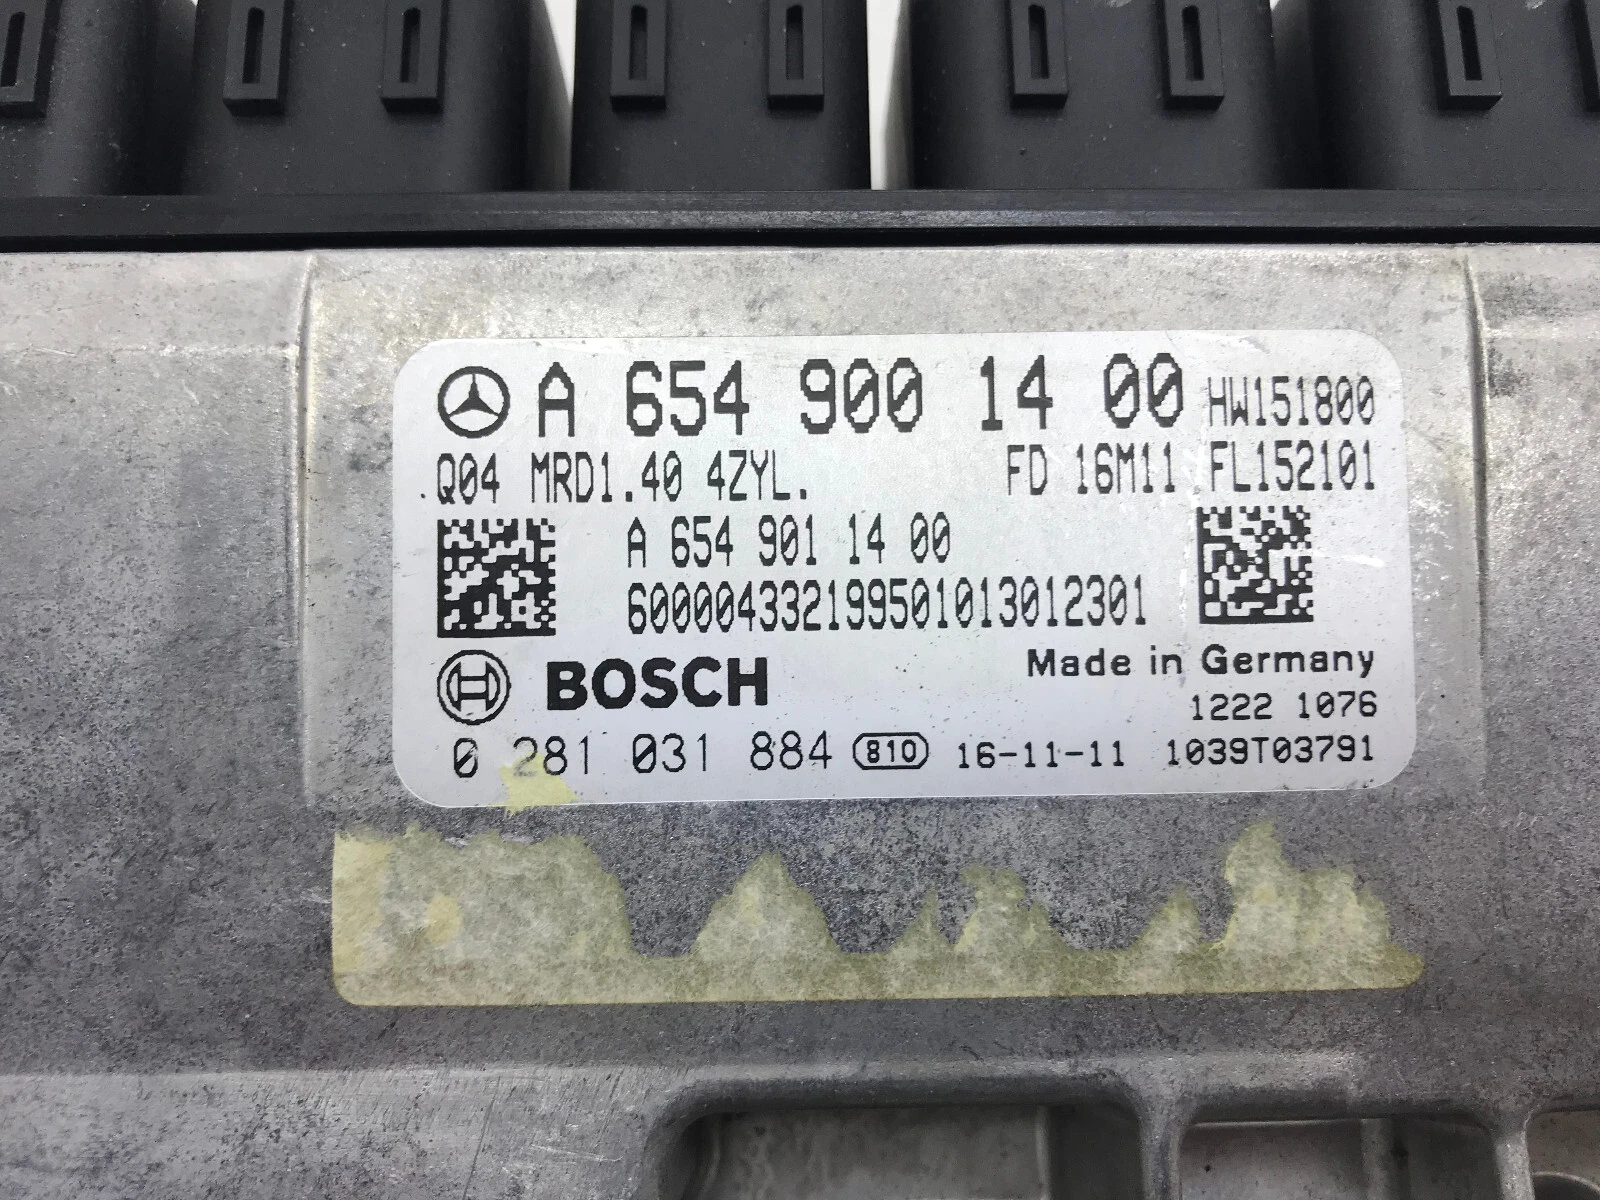 A 654 900 14 00 HW151800
Q04 MRD1.40 4ZYL. FD 16M11 FL152101
A 654 901 14 00
600004332199501013012301
BOSCH Made in Germany
1222 1076
0 281 031 884 810 16-11-11 1039T03791